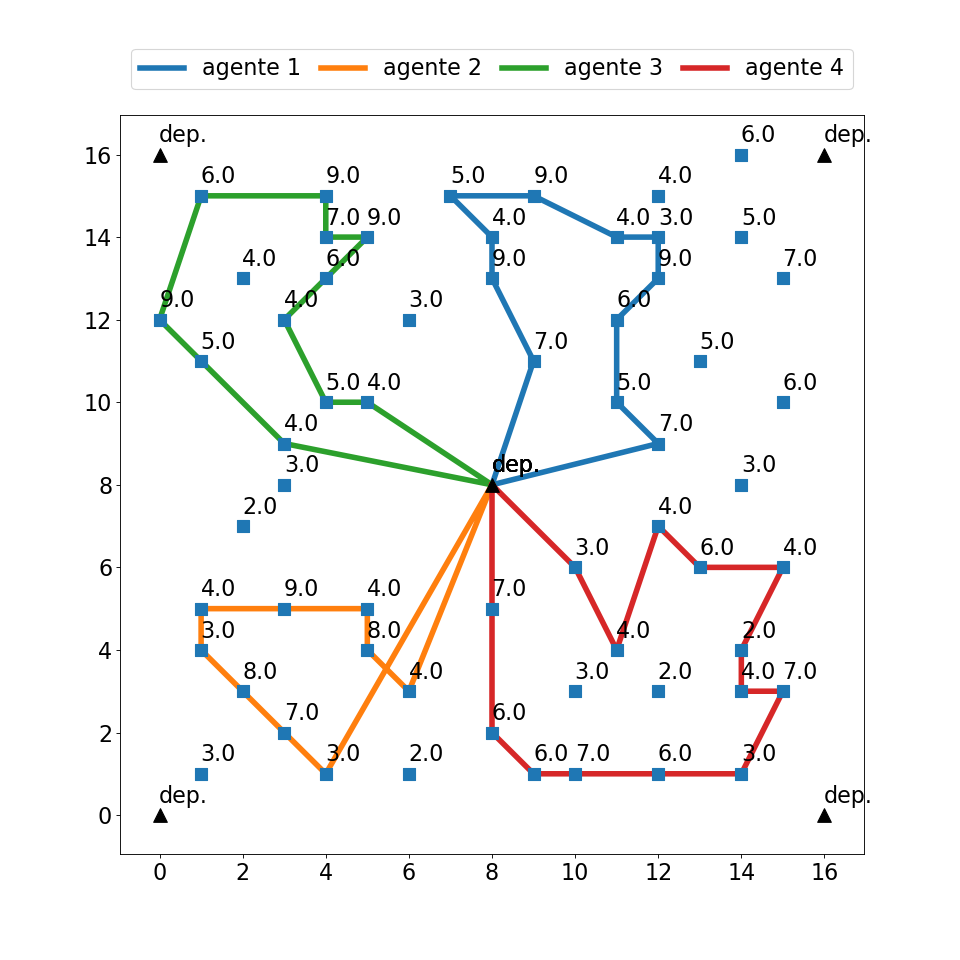 agente 1 agente 2 agente 3 agente 4
dep. 6.0 dep.
6.0 9.0 5.0 9.0 4.0
7.0 9.0 4.0 4.0 3.0 5.0
4.0 6.0 9.0 9.0 7.0
9.0 4.0 3.0 6.0
5.0 7.0 5.0
5.0 4.0 5.0 6.0
4.0 7.0
3.0 dep. 3.0
2.0 4.0
3.0 6.0 4.0
4.0 9.0 4.0 7.0
3.0 8.0 4.0 2.0
8.0 4.0 3.0 2.0 4.0 7.0
7.0 6.0
3.0 3.0 2.0 6.0 7.0 6.0 3.0
dep. dep.
16
14
12
10
8
6
4
2
0
0 2 4 6 8 10 12 14 16